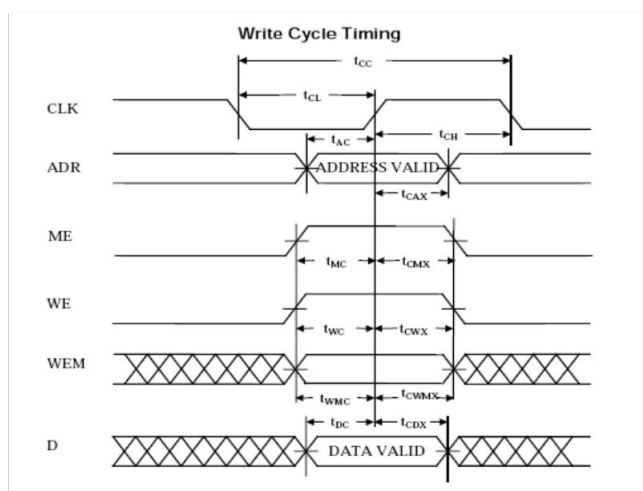 Write Cycle Timing
tCC
tCL
CLK
tCH
tAC
ADR
ADDRESS VALID
tCAX
ME
tMC
tCMX
WE
tWC
tCWX
WEM
tWMC
tCWMX
tDC
tCDX
D
DATA VALID